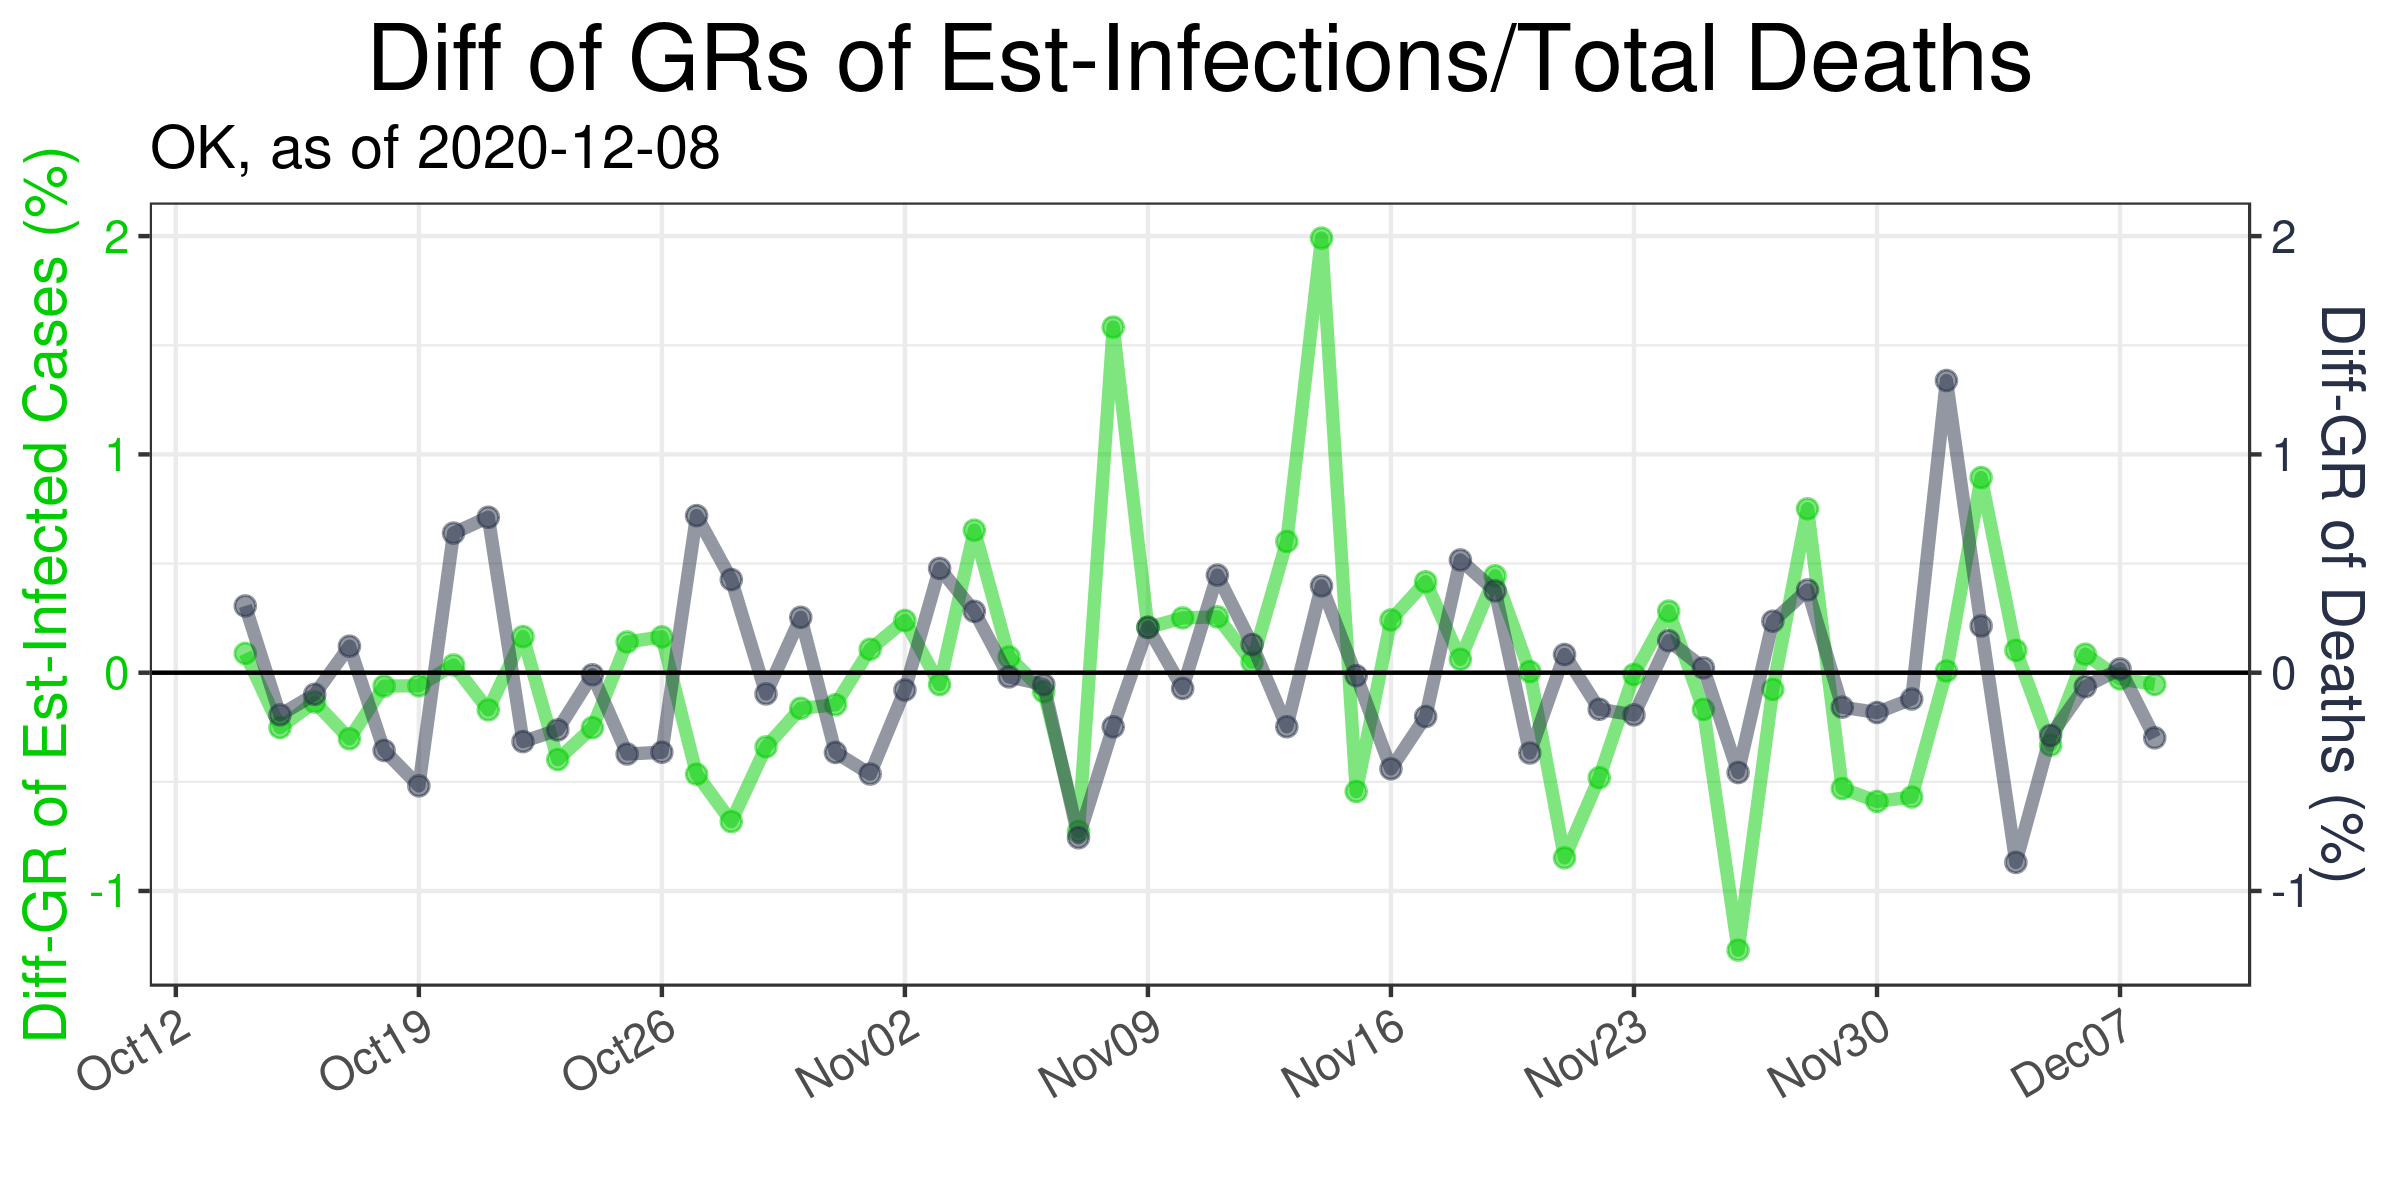 Diff of GRs of Est-Infections/Total Deaths
OK, as of 2020-12-08
Diff-GR of Est-Infected Cases (%)
2
1
0
-1
2
1
0
-1
Diff-GR of Deaths (%)
Oct12
Oct19
Oct26
Nov02
Nov09
Nov16
Nov23
Nov30
Dec07